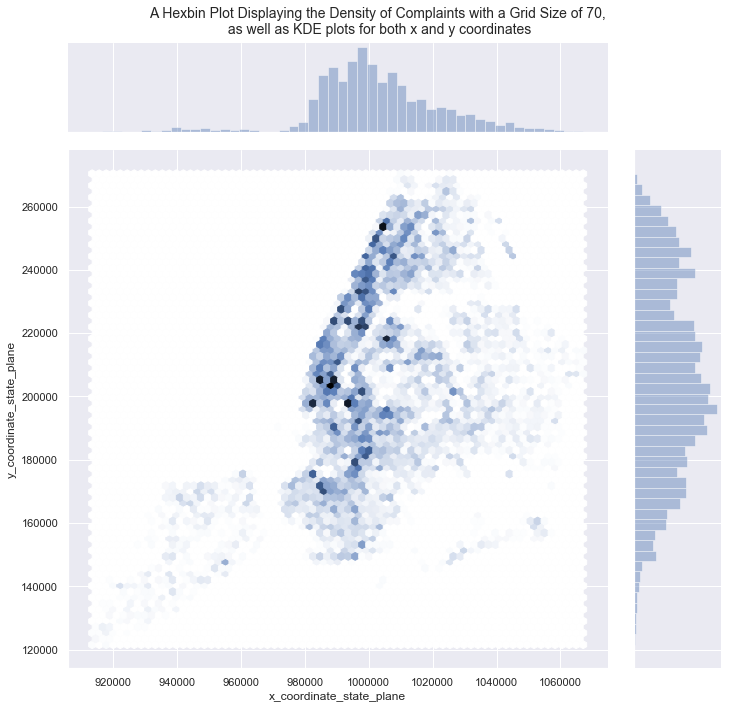 A Hexbin Plot Displaying the Density of Complaints with a Grid Size of 70,
as well as KDE plots for both x and y coordinates
260000
240000
220000
200000
180000
160000
140000
120000
y_coordinate_state_plane
920000 940000 960000 980000 1000000 1020000 1040000 1060000
x_coordinate_state_plane